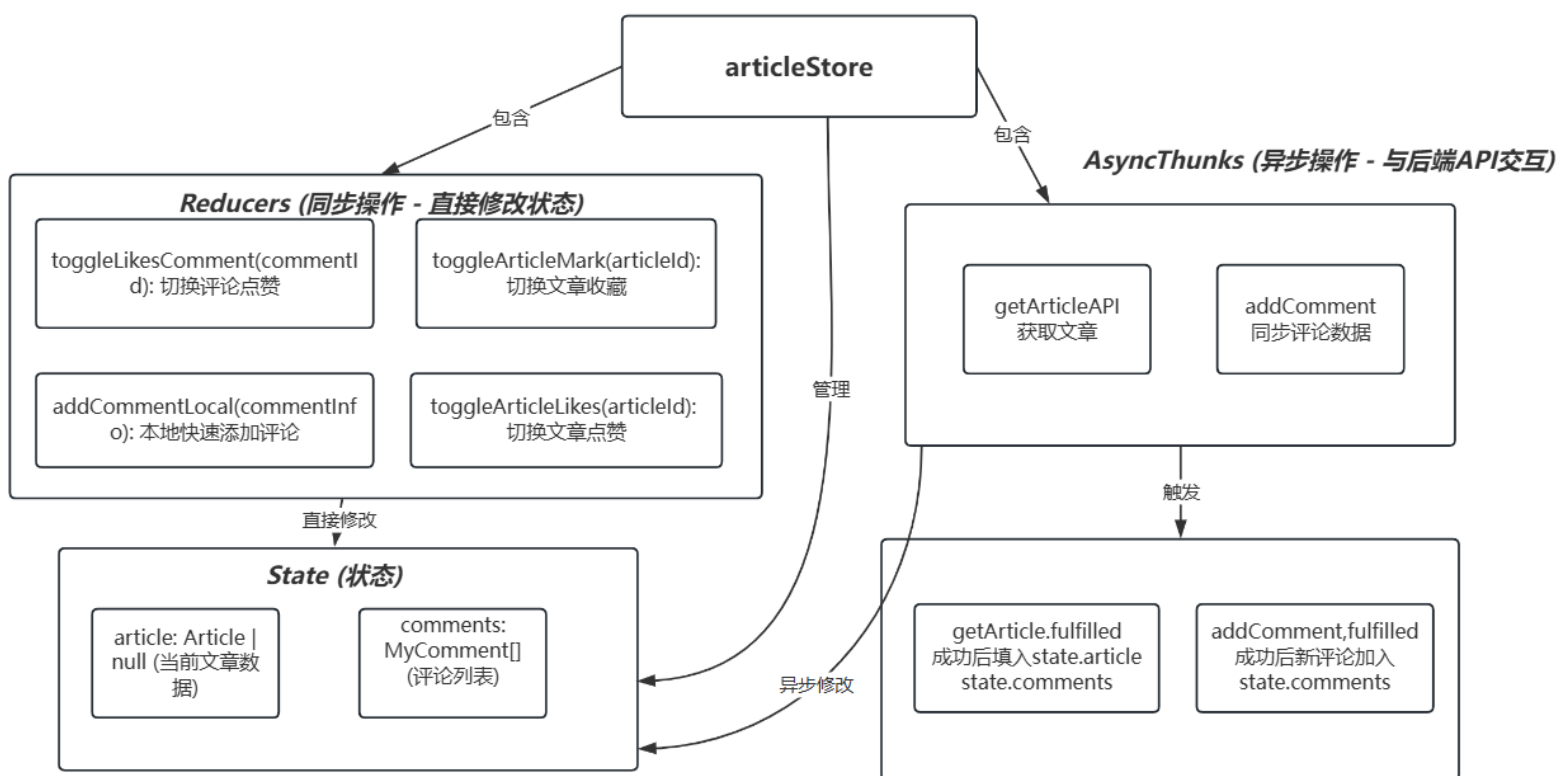 articleStore
包含
包含
AsyncThunks (异步操作 - 与后端API交互)
Reducers (同步操作 - 直接修改状态)
toggleLikesComment(commentI
d): 切换评论点赞
toggleArticleMark(articleId):
切换文章收藏
addCommentLocal(commentInf
o): 本地快速添加评论
toggleArticleLikes(articleId):
切换文章点赞
getArticleAPI
获取文章
addComment
同步评论数据
管理
直接修改
触发
State (状态)
article: Article |
null (当前文章数
据)
comments:
MyComment[]
(评论列表)
异步修改
getArticle.fulfilled
成功后填入state.article
state.comments
addComment,fulfilled
成功后新评论加入
state.comments